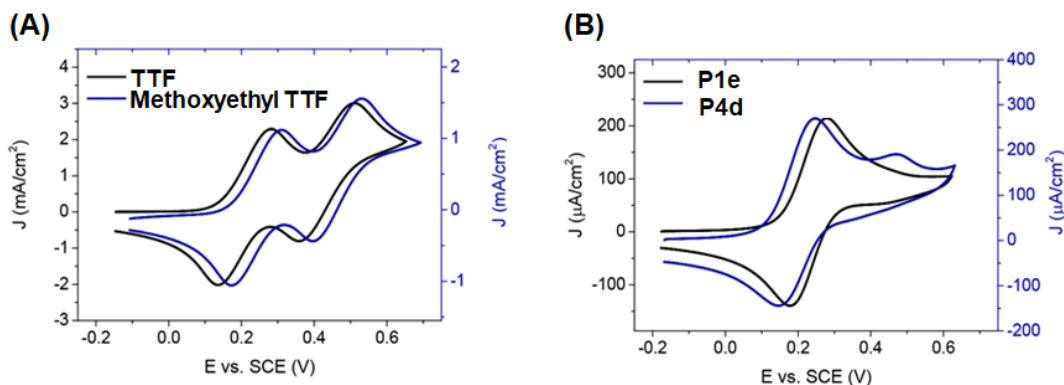 (A)
TTF
Methoxyethyl TTF
J (mA/cm²)
5
4
3
2
1
0
-1
-2
-3
-0.2 0.0 0.2 0.4 0.6
E vs. SCE (V)
2
1
0
-1
J (mA/cm²)
(B)
P1e
P4d
J (µA/cm²)
300
200
100
0
-100
-0.2 0.0 0.2 0.4 0.6
E vs. SCE (V)
400
300
200
100
0
-100
-200
J (µA/cm²)